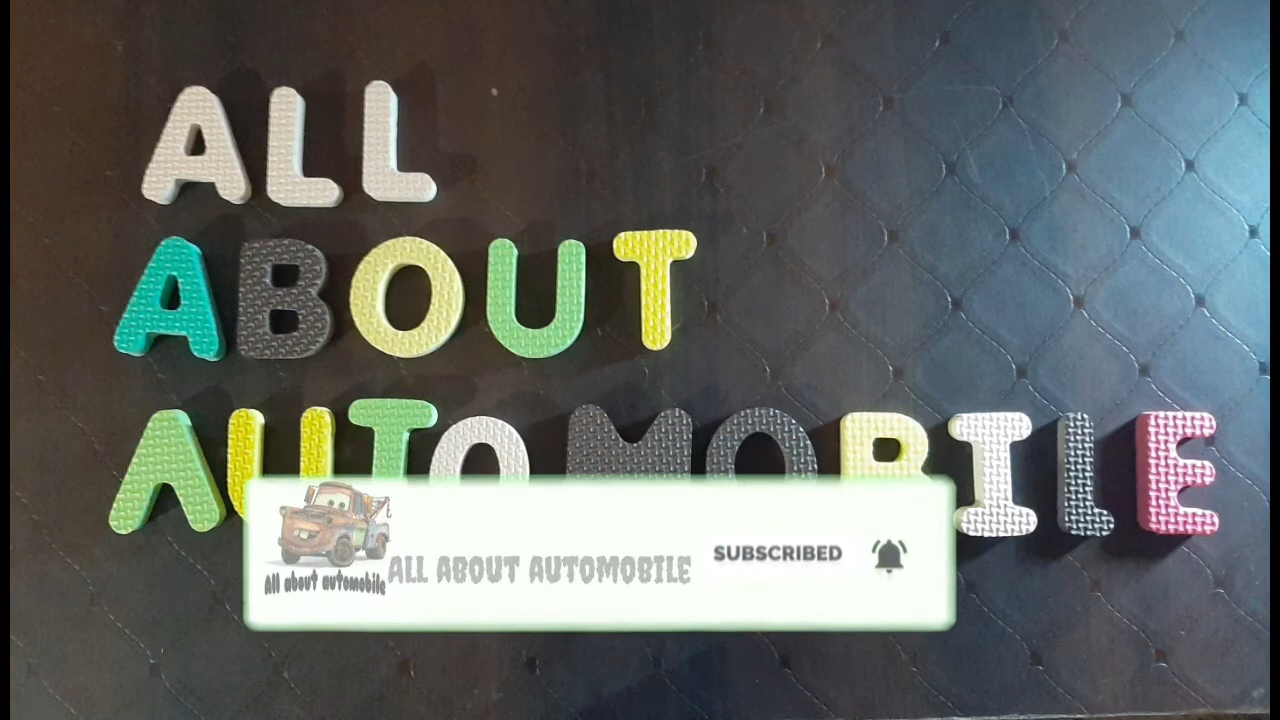 ALL
ABOUT
AUTOMOBILE
All about automobile
ALL ABOUT AUTOMOBILE
SUBSCRIBED